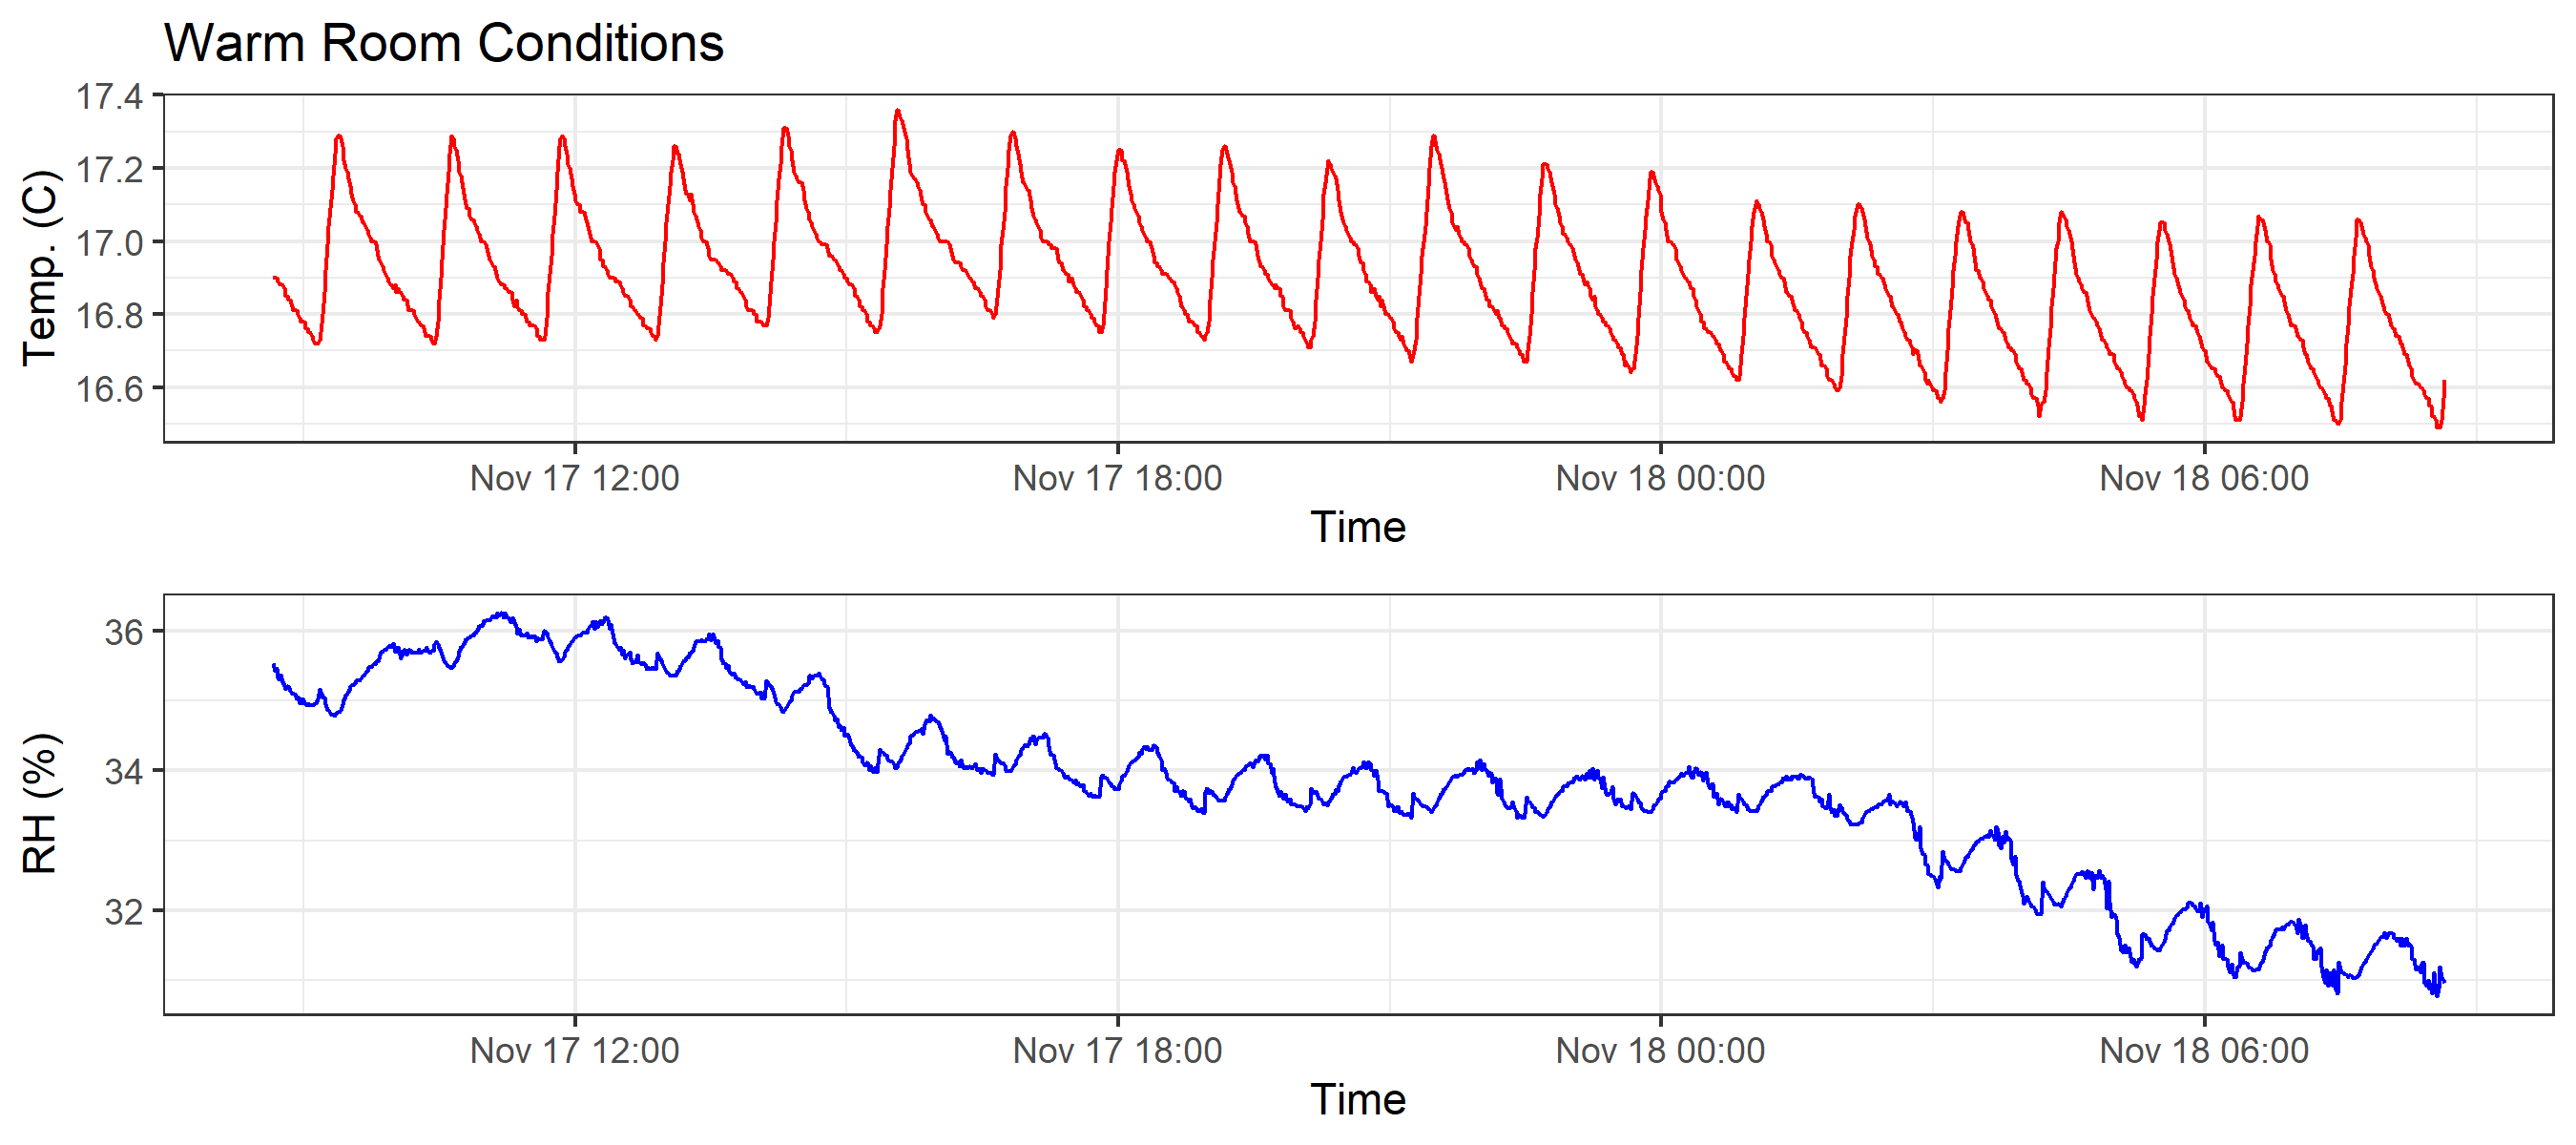 Warm Room Conditions
17.4
17.2
17.0
16.8
16.6
Temp. (C)
Nov 17 12:00 Nov 17 18:00 Nov 18 00:00 Nov 18 06:00
Time
36
34
32
RH (%)
Nov 17 12:00 Nov 17 18:00 Nov 18 00:00 Nov 18 06:00
Time